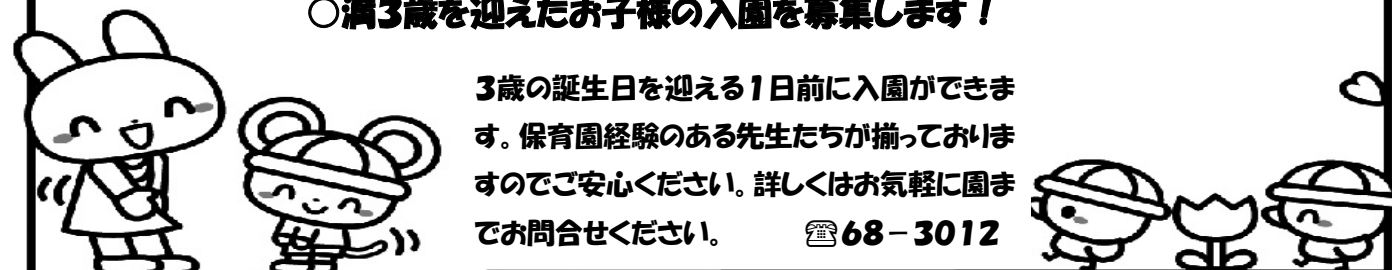 ○満3歳を迎えたお子様の入園を募集します!
3歳の誕生日を迎える1日前に入園ができま
す。保育園経験のある先生たちが揃っておりま
すのでご安心ください。詳しくはお気軽に園ま
でお問合せください。 ☏68−3012